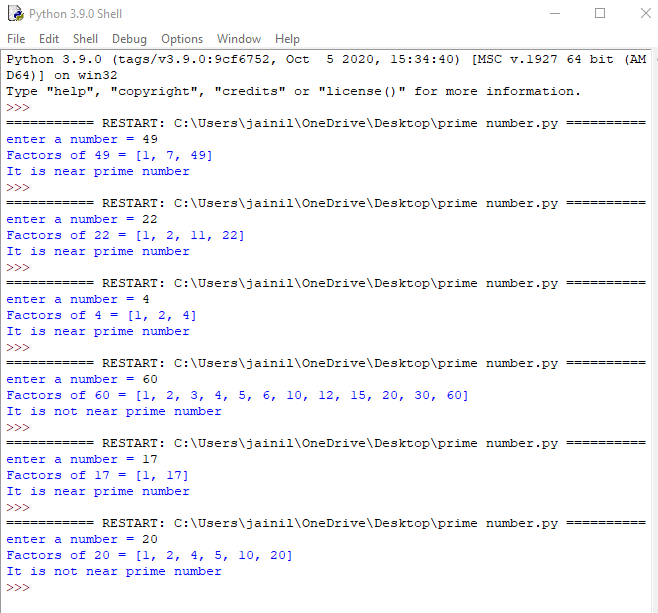 Python 3.9.0 Shell
File Edit Shell Debug Options Window Help
Python 3.9.0 (tags/v3.9.0:9cf6752, Oct  5 2020, 15:34:40) [MSC v.1927 64 bit (AM
D64)] on win32
Type "help", "copyright", "credits" or "license()" for more information.
>>>
=========== RESTART: C:\Users\jainil\OneDrive\Desktop\prime number.py ==========
enter a number = 49
Factors of 49 = [1, 7, 49]
It is near prime number
>>>
=========== RESTART: C:\Users\jainil\OneDrive\Desktop\prime number.py ==========
enter a number = 22
Factors of 22 = [1, 2, 11, 22]
It is near prime number
>>>
=========== RESTART: C:\Users\jainil\OneDrive\Desktop\prime number.py ==========
enter a number = 4
Factors of 4 = [1, 2, 4]
It is near prime number
>>>
=========== RESTART: C:\Users\jainil\OneDrive\Desktop\prime number.py ==========
enter a number = 60
Factors of 60 = [1, 2, 3, 4, 5, 6, 10, 12, 15, 20, 30, 60]
It is not near prime number
>>>
=========== RESTART: C:\Users\jainil\OneDrive\Desktop\prime number.py ==========
enter a number = 17
Factors of 17 = [1, 17]
It is near prime number
>>>
=========== RESTART: C:\Users\jainil\OneDrive\Desktop\prime number.py ==========
enter a number = 20
Factors of 20 = [1, 2, 4, 5, 10, 20]
It is not near prime number
>>>